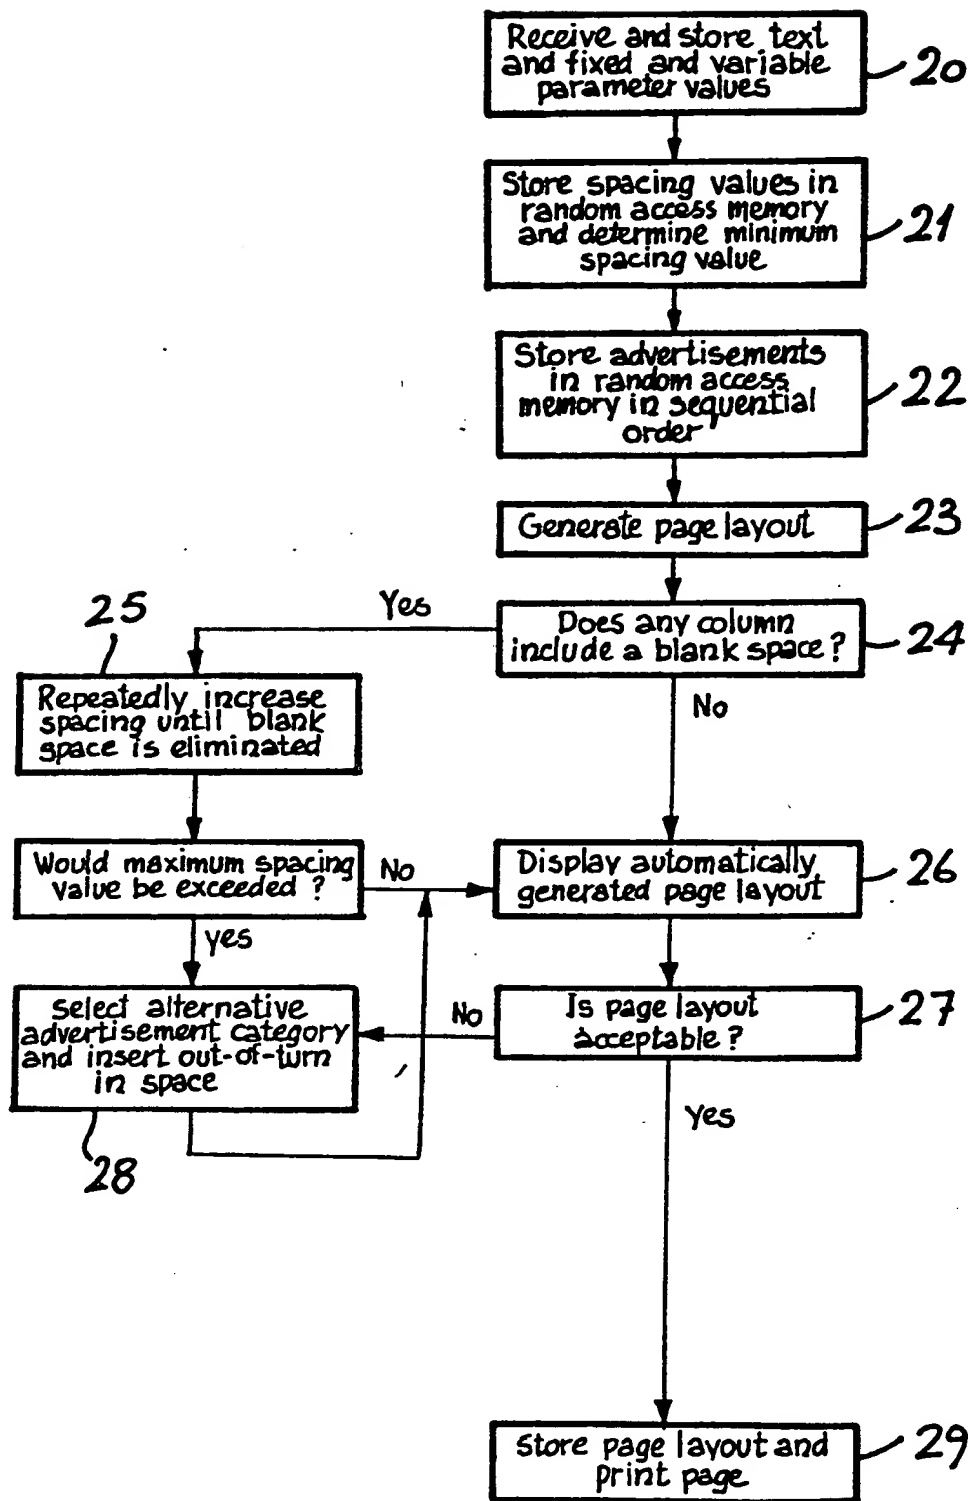 Receive and store text
and fixed and variable
parameter values
20
Store spacing values in
random access memory
and determine minimum
spacing value
21
Store advertisements
in random access
memory in sequential
order
22
Generate page layout
23
Does any column
include a blank space?
24
Yes
No
25
Repeatedly increase
spacing until blank
space is eliminated
Would maximum spacing
value be exceeded?
No
yes
Display automatically
generated page layout
26
Is page layout
acceptable?
27
No
Yes
Select alternative
advertisement category
and insert out-of-turn
in space
28
Store page layout and
print page
29